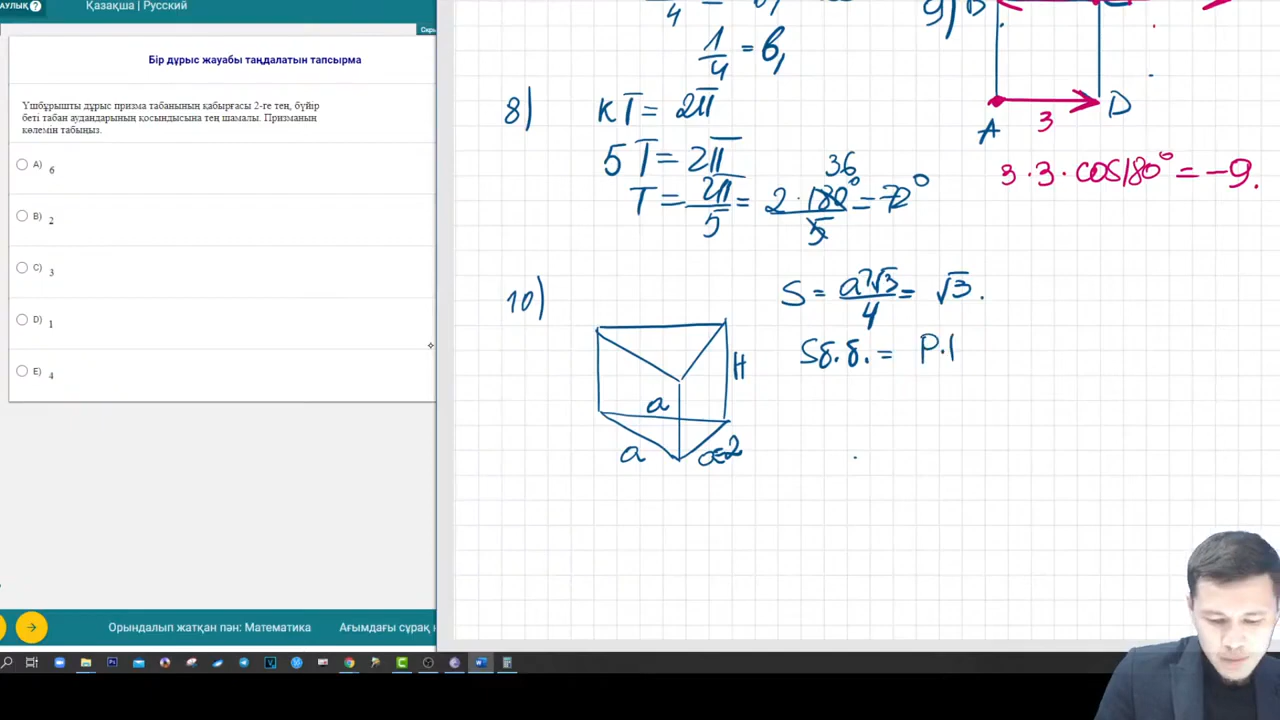 АУЛЫҚ ?
Қазақша | Русский
Бір дұрыс жауабы таңдалатын тапсырма
Үшбұрышты дұрыс призма табанының қабырғасы 2-ге тең, бүйір
беті табан аудандарының қосындысына тең шамалы. Призманың
көлемін табыңыз.
A) 6
B) 2
C) 3
D) 1
E) 4
Орындалып жатқан пән: Математика
Ағымдағы сұрақ
1/4 = b,
8)
KT = 2π
5T = 2π
T = 2π/5 = 2·180°/5 = 72°
36
9)
A
3
D
3·3·cos180° = -9.
10)
H
a
a
a=2
S = a²√3/4 = √3.
Sб.б. = P·